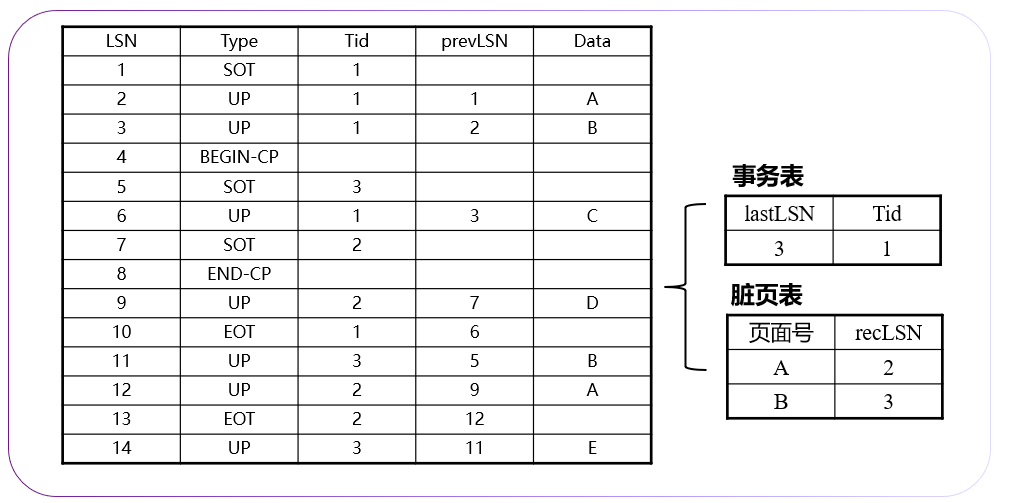 LSN Type Tid prevLSN Data
1 SOT 1
2 UP 1 1 A
3 UP 1 2 B
4 BEGIN-CP
5 SOT 3
6 UP 1 3 C
7 SOT 2
8 END-CP
9 UP 2 7 D
10 EOT 1 6
11 UP 3 5 B
12 UP 2 9 A
13 EOT 2 12
14 UP 3 11 E
事务表
lastLSN Tid
3 1
脏页表
页面号 recLSN
A 2
B 3